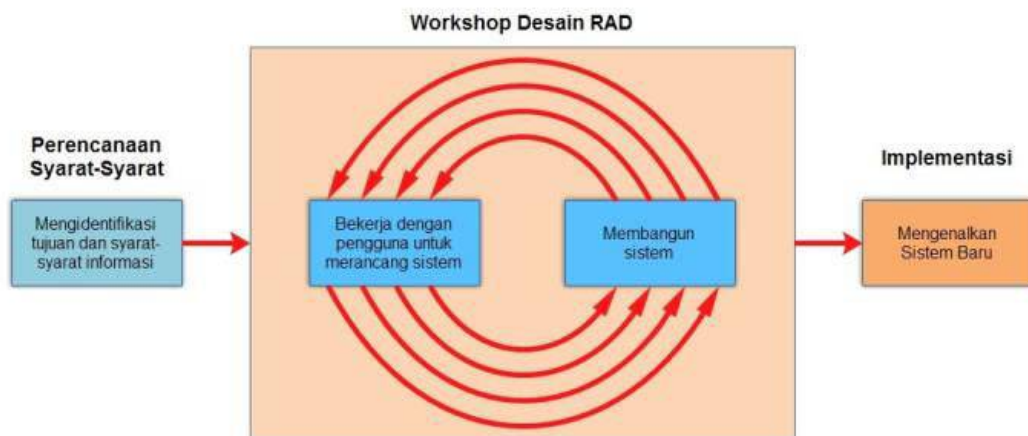 Workshop Desain RAD
Perencanaan
Syarat-Syarat
Mengidentifikasi
tujuan dan syarat-
syarat informasi
Bekerja dengan
pengguna untuk
merancang sistem
Membangun
sistem
Implementasi
Mengenalkan
Sistem Baru